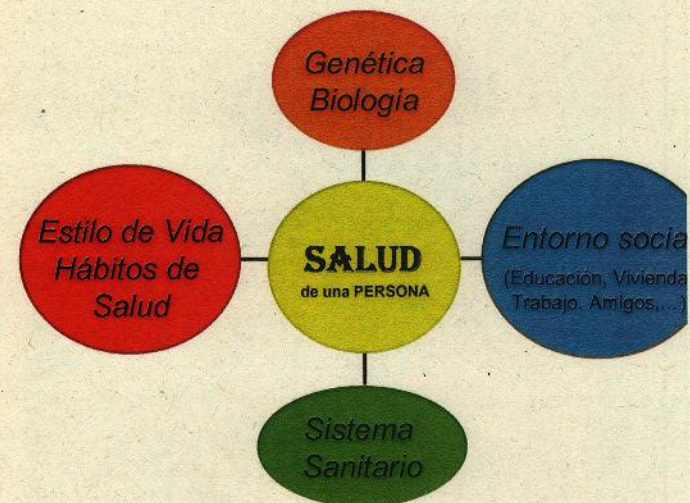 Genética
Biología
Estilo de Vida
Hábitos de
Salud
SALUD
de una PERSONA
Entorno socia
(Educación, Vivienda
Trabajo, Amigos,...)
Sistema
Sanitario